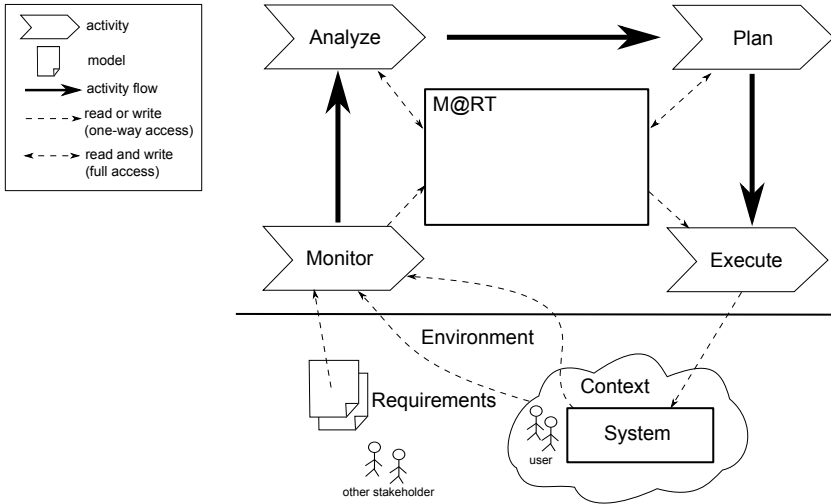 activity
model
activity flow
read or write
(one-way access)
read and write
(full access)
Analyze
Plan
M@RT
Monitor
Execute
Environment
Requirements
Context
System
user
other stakeholder